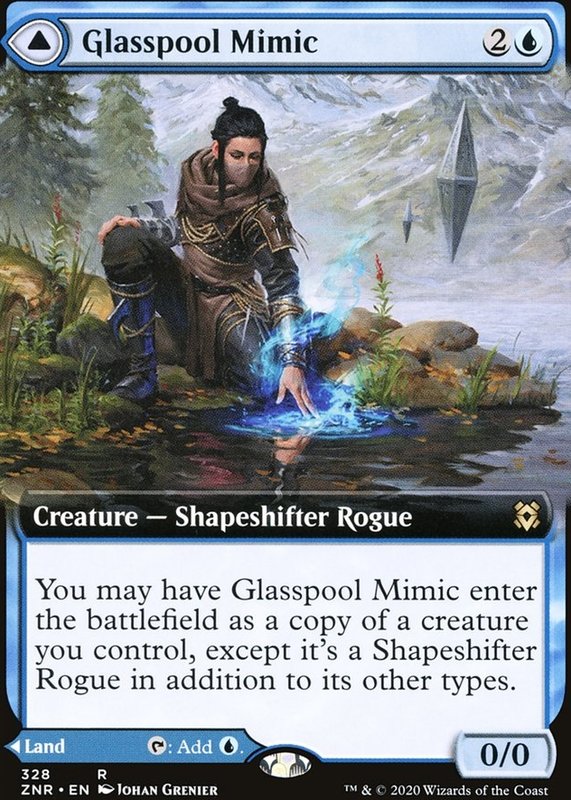 Glasspool Mimic 2
Creature — Shapeshifter Rogue
You may have Glasspool Mimic enter
the battlefield as a copy of a creature
you control, except it's a Shapeshifter
Rogue in addition to its other types.
Land : Add .
0/0
328 R
ZNR • EN Johan Grenier
™ & © 2020 Wizards of the Coast